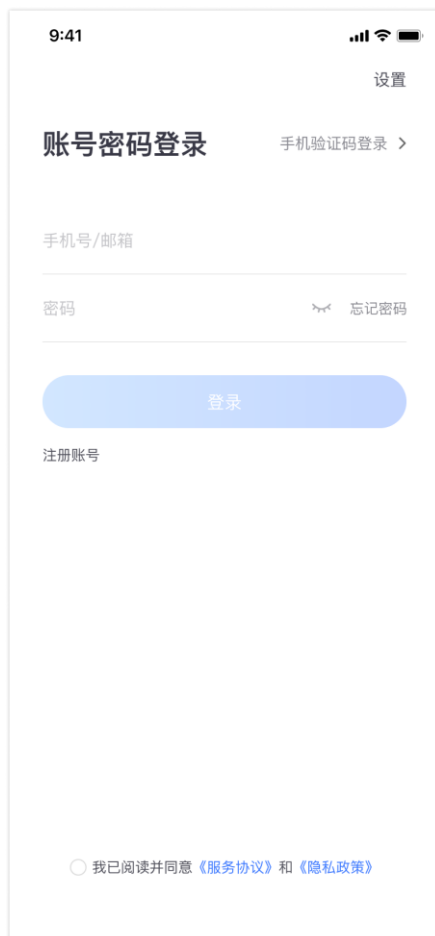 9:41
设置
账号密码登录 手机验证码登录
手机号/邮箱
密码 忘记密码
登录
注册账号
我已阅读并同意《服务协议》和《隐私政策》